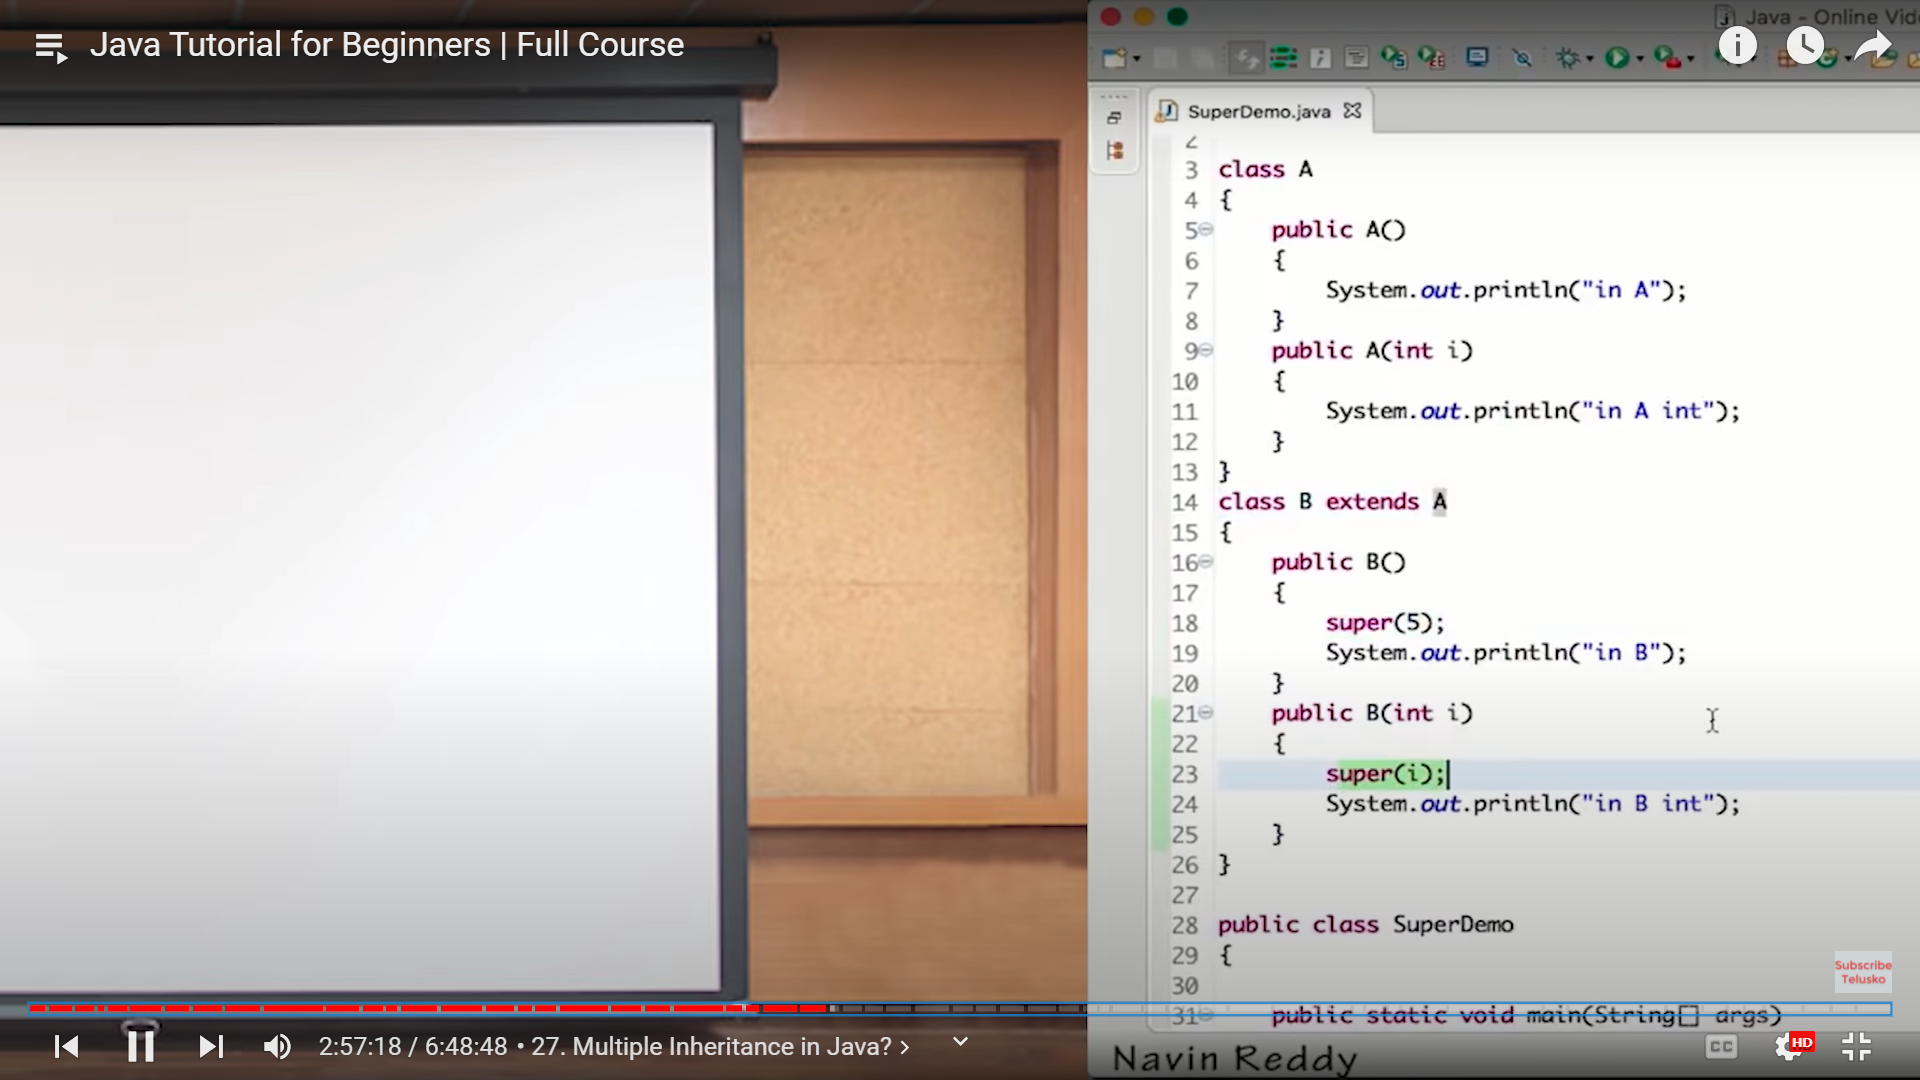 Java Tutorial for Beginners | Full Course
Java - Online Vid
SuperDemo.java
2
3 class A
4 {
5 public A()
6 {
7 System.out.println("in A");
8 }
9 public A(int i)
10 {
11 System.out.println("in A int");
12 }
13 }
14 class B extends A
15 {
16 public B()
17 {
18 super(5);
19 System.out.println("in B");
20 }
21 public B(int i)
22 {
23 super(i);
24 System.out.println("in B int");
25 }
26 }
27
28 public class SuperDemo
29 {
30
31 public static void main(String[] args)
Subscribe
Telusko
2:57:18 / 6:48:48 • 27. Multiple Inheritance in Java? >
CC
HD
Navin Reddy